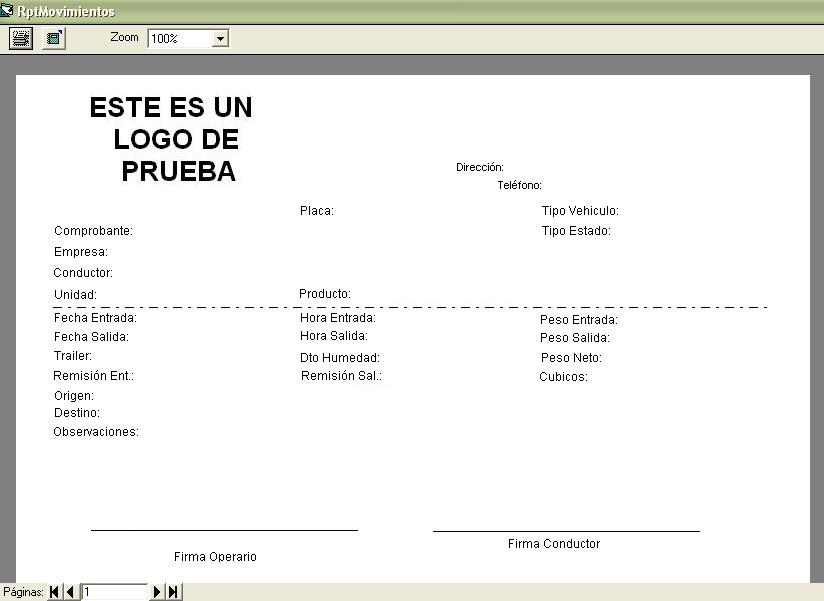 RptMovimientos
Zoom 100%
ESTE ES UN
LOGO DE
PRUEBA
Dirección:
Teléfono:
Placa: Tipo Vehiculo:
Comprobante: Tipo Estado:
Empresa:
Conductor:
Unidad: Producto:
Fecha Entrada: Hora Entrada: Peso Entrada:
Fecha Salida: Hora Salida: Peso Salida:
Trailer: Dto Humedad: Peso Neto:
Remisión Ent.: Remisión Sal.: Cubicos:
Origen:
Destino:
Observaciones:
Firma Operario Firma Conductor
Páginas: 1